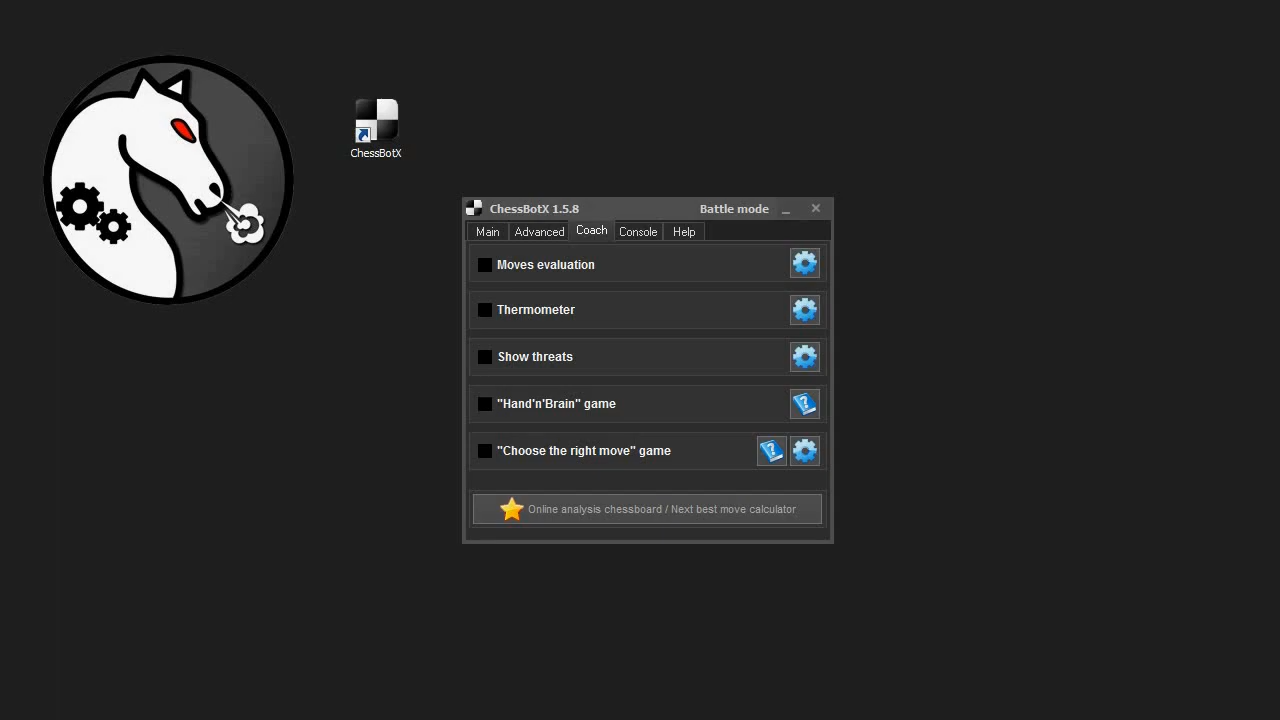 ChessBotX
ChessBotX 1.5.8 Battle mode
Main Advanced Coach Console Help
Moves evaluation
Thermometer
Show threats
?
"Hand'n'Brain" game
?
"Choose the right move" game
Online analysis chessboard / Next best move calculator